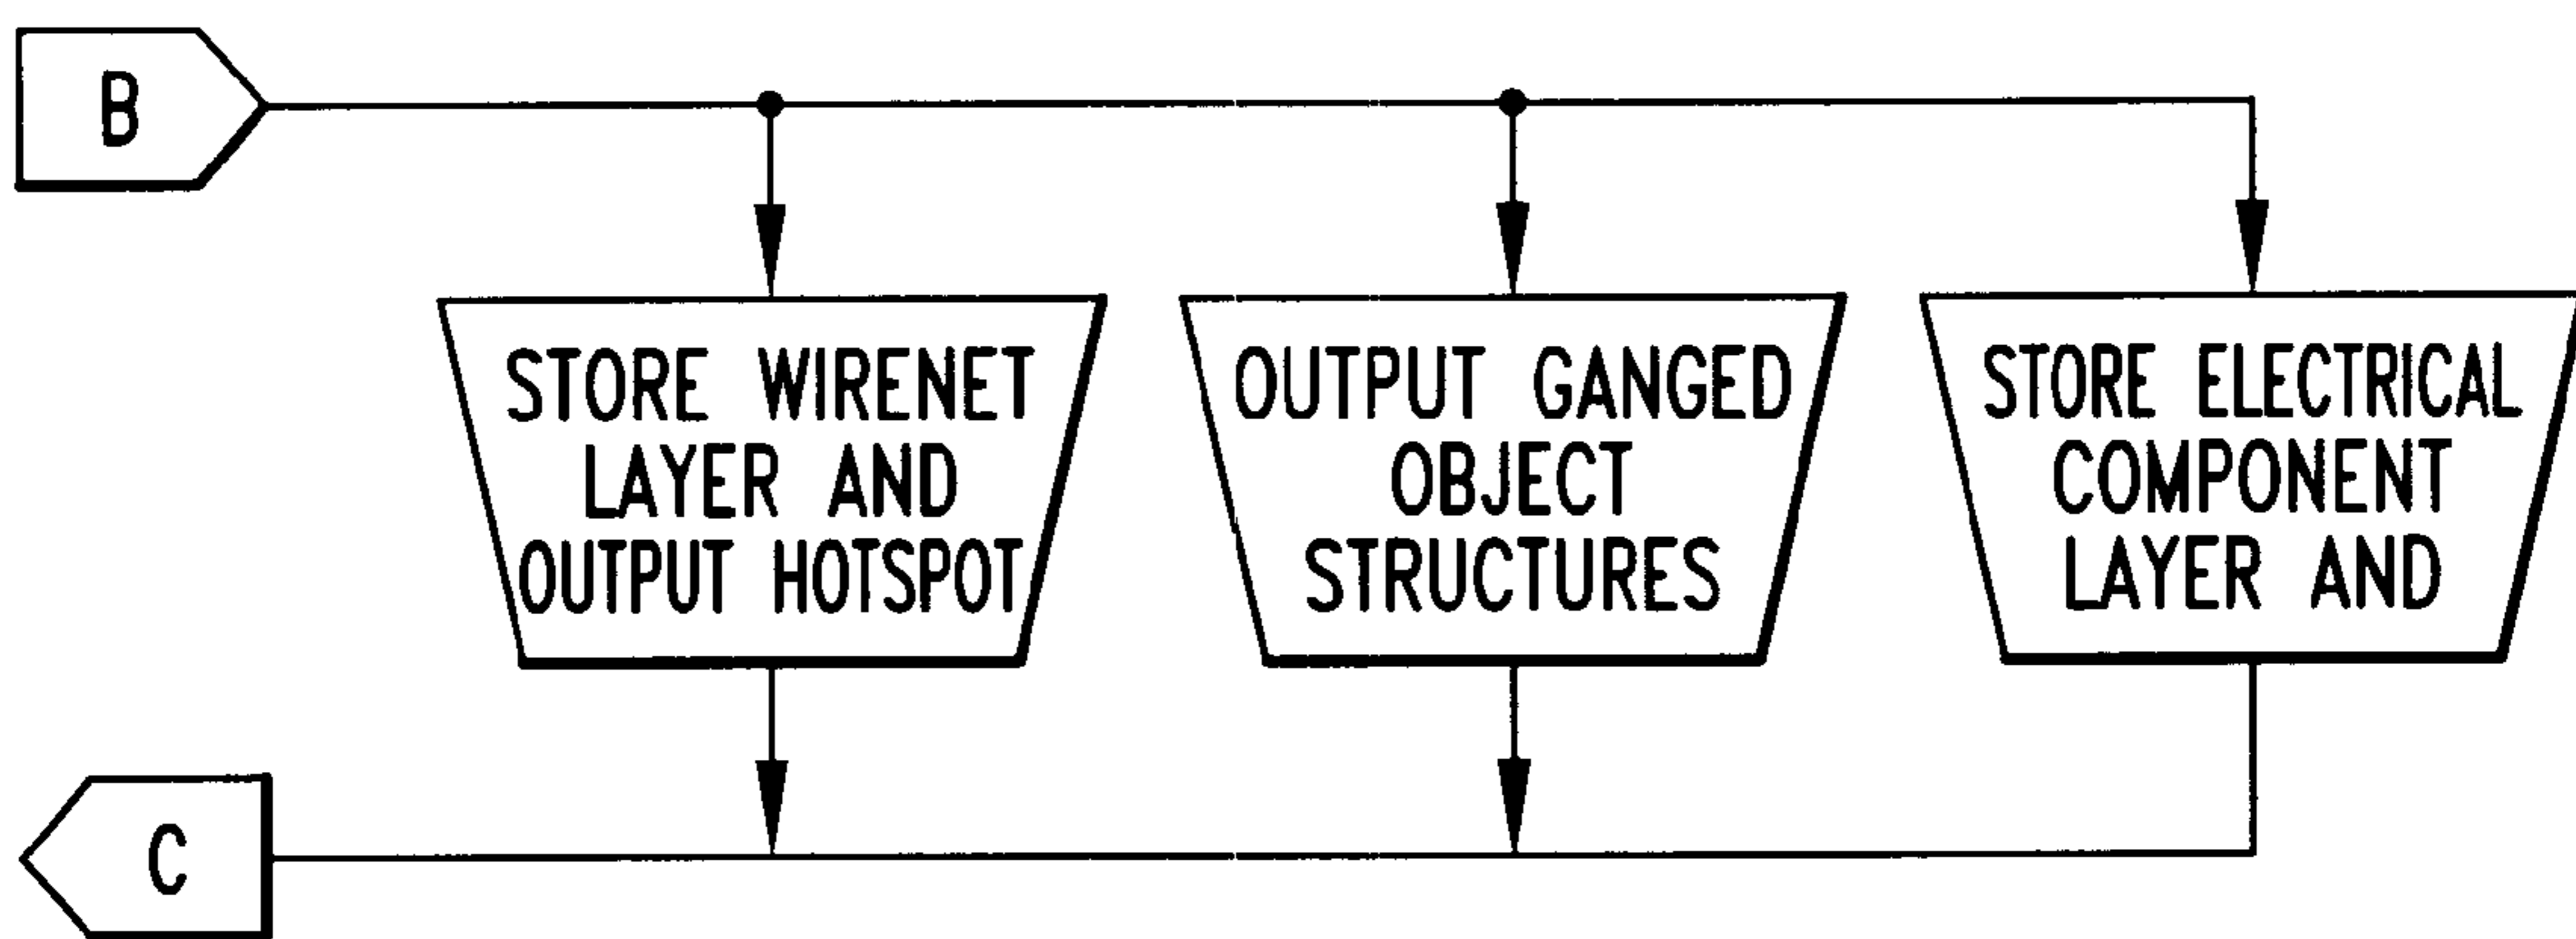 B
STORE WIRENET
LAYER AND
OUTPUT HOTSPOT
OUTPUT GANGED
OBJECT
STRUCTURES
STORE ELECTRICAL
COMPONENT
LAYER AND
C